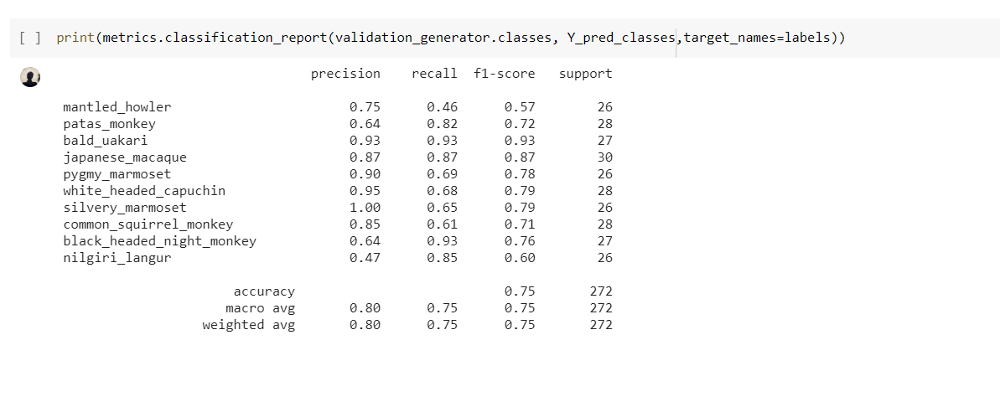 [ ] print(metrics.classification_report(validation_generator.classes, Y_pred_classes,target_names=labels))
precision recall f1-score support
mantled_howler 0.75 0.46 0.57 26
patas_monkey 0.64 0.82 0.72 28
bald_uakari 0.93 0.93 0.93 27
japanese_macaque 0.87 0.87 0.87 30
pygmy_marmoset 0.90 0.69 0.78 26
white_headed_capuchin 0.95 0.68 0.79 28
silvery_marmoset 1.00 0.65 0.79 26
common_squirrel_monkey 0.85 0.61 0.71 28
black_headed_night_monkey 0.64 0.93 0.76 27
nilgiri_langur 0.47 0.85 0.60 26
accuracy 0.75 272
macro avg 0.80 0.75 0.75 272
weighted avg 0.80 0.75 0.75 272